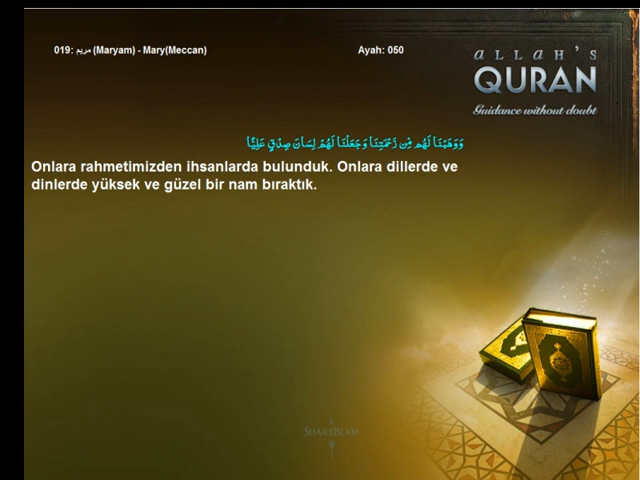 019: مريم (Maryam) - Mary(Meccan) Ayah: 050
ALLAH'S
QURAN
Guidance without doubt
وَوَهَبْنَا لَهُم مِّن رَّحْمَتِنَا وَجَعَلْنَا لَهُمْ لِسَانَ صِدْقٍ عَلِيًّا
Onlara rahmetimizden ihsanlarda bulunduk. Onlara dillerde ve
dinlerde yüksek ve güzel bir nam bıraktık.
SHAREISLAM